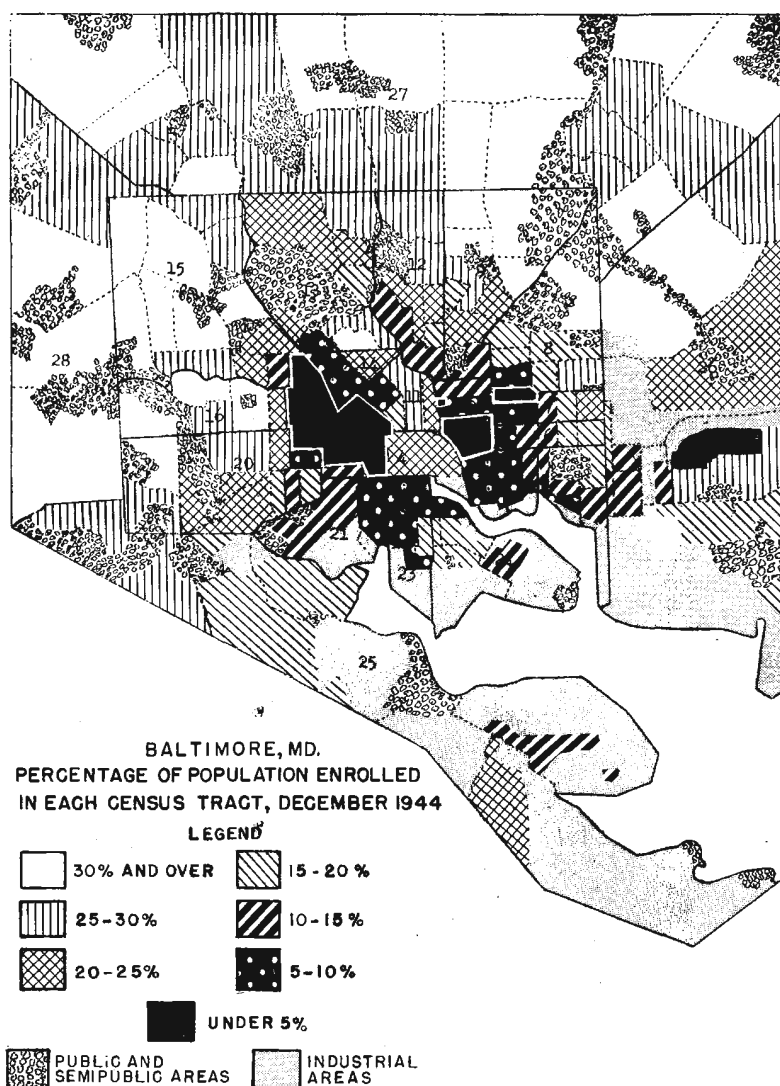 27
12
15
8
28
16
20
4
21
23
25
BALTIMORE, MD.
PERCENTAGE OF POPULATION ENROLLED
IN EACH CENSUS TRACT, DECEMBER 1944
LEGEND
30% AND OVER
15-20%
25-30%
10-15%
20-25%
5-10%
UNDER 5%
PUBLIC AND
SEMIPUBLIC AREAS
INDUSTRIAL
AREAS